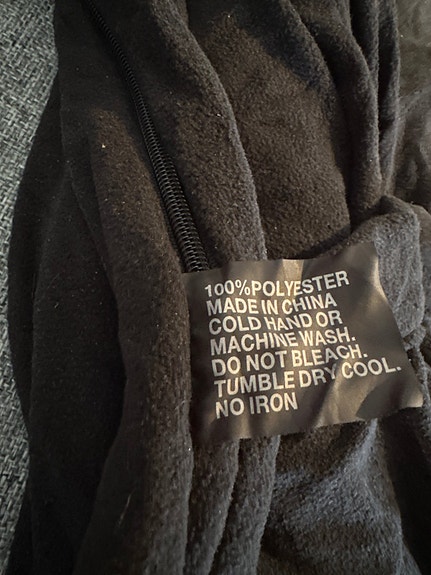 100%POLYESTER
MADE IN CHINA
COLD HAND OR
MACHINE WASH.
DO NOT BLEACH.
TUMBLE DRY COOL.
NO IRON